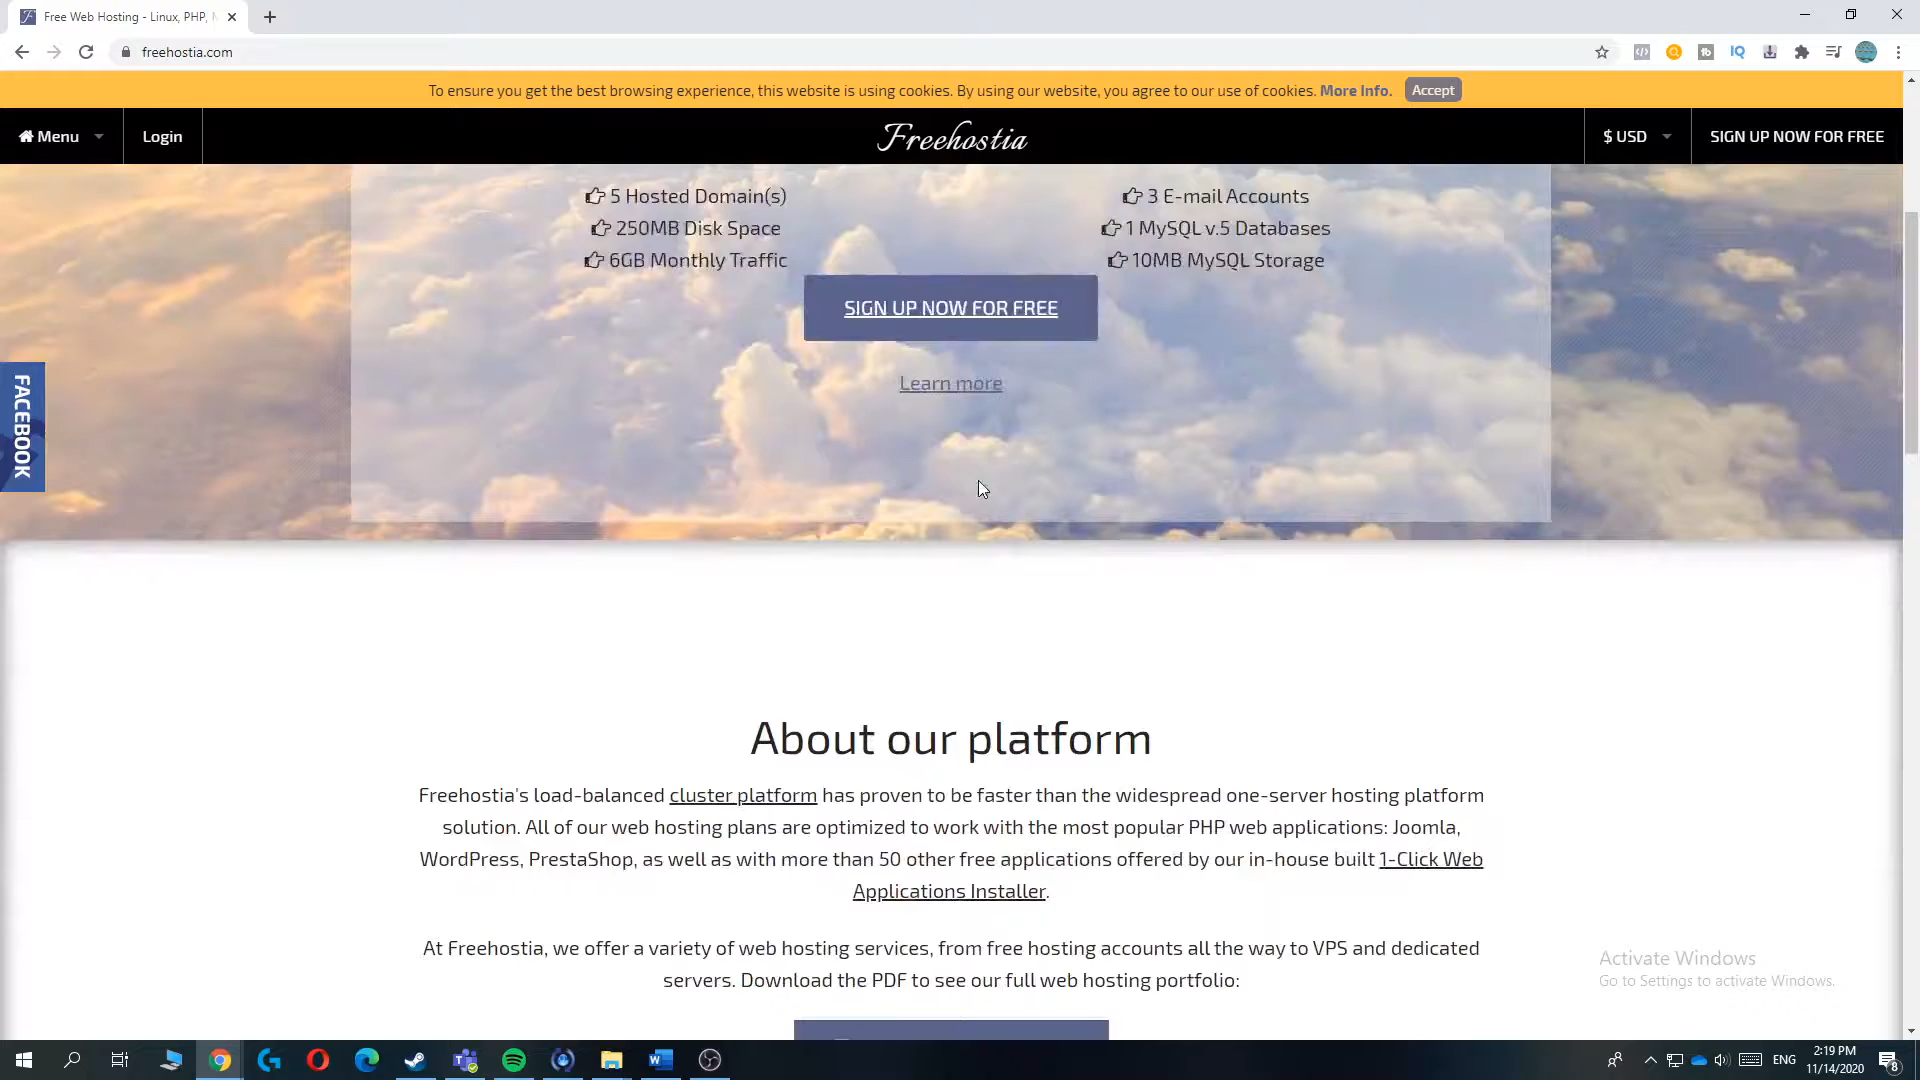 Free Web Hosting - Linux, PHP, M
freehostia.com
To ensure you get the best browsing experience, this website is using cookies. By using our website, you agree to our use of cookies. More Info. Accept
Menu Login Freehostia $ USD SIGN UP NOW FOR FREE
5 Hosted Domain(s) 3 E-mail Accounts
250MB Disk Space 1 MySQL v.5 Databases
6GB Monthly Traffic 10MB MySQL Storage
SIGN UP NOW FOR FREE
Learn more
FACEBOOK
About our platform
Freehostia's load-balanced cluster platform has proven to be faster than the widespread one-server hosting platform
solution. All of our web hosting plans are optimized to work with the most popular PHP web applications: Joomla,
WordPress, PrestaShop, as well as with more than 50 other free applications offered by our in-house built 1-Click Web
Applications Installer.
At Freehostia, we offer a variety of web hosting services, from free hosting accounts all the way to VPS and dedicated
servers. Download the PDF to see our full web hosting portfolio:
Activate Windows
Go to Settings to activate Windows.
ENG
2:19 PM
11/14/2020
8